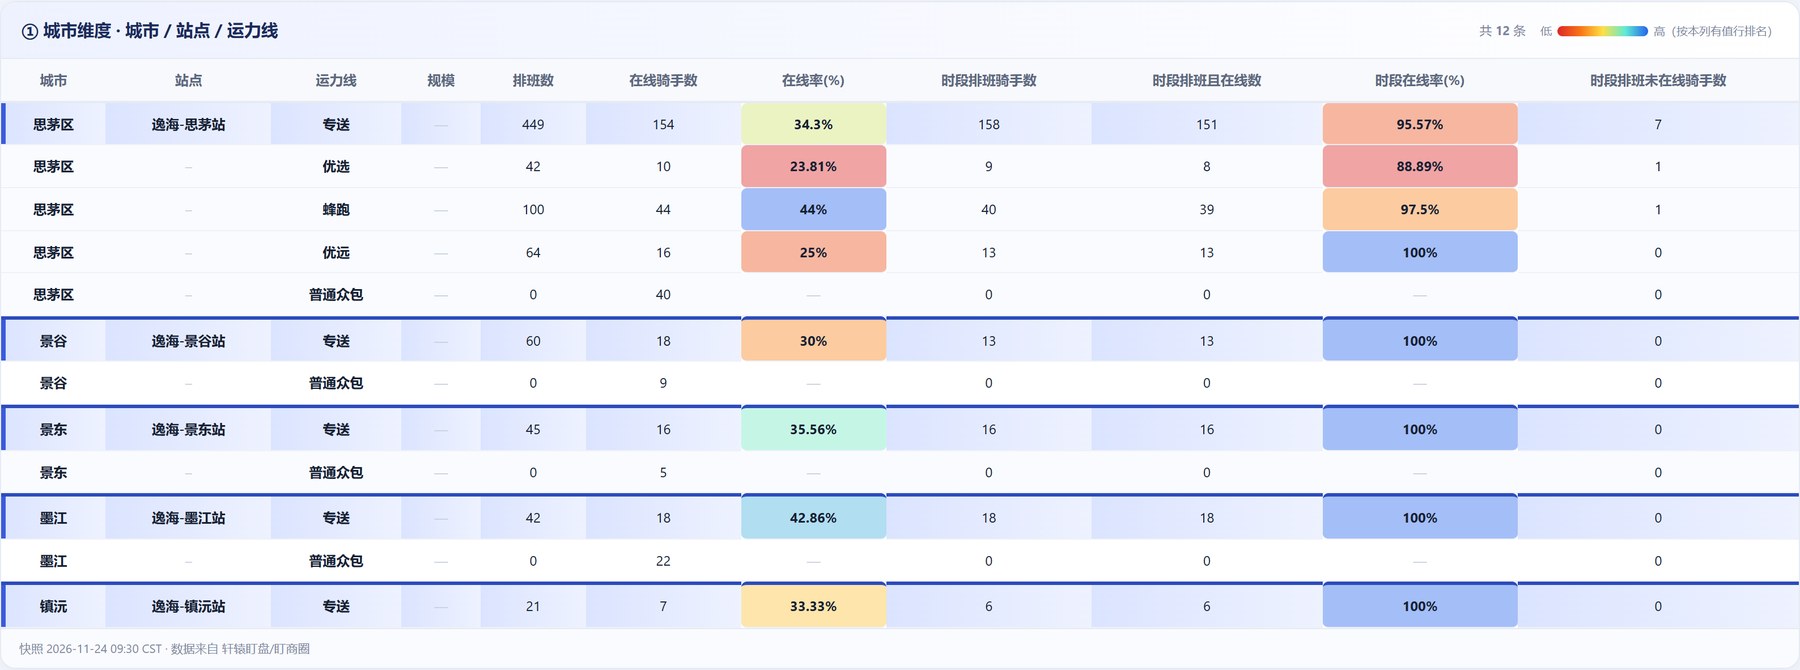 ① 城市维度 · 城市 / 站点 / 运力线 共 12 条 低 高 (按本列有值行排名)
城市 站点 运力线 规模 排班数 在线骑手数 在线率(%) 时段排班骑手数 时段排班且在线数 时段在线率(%) 时段排班未在线骑手数
思茅区 逸海-思茅站 专送 — 449 154 34.3% 158 151 95.57% 7
思茅区 – 优选 — 42 10 23.81% 9 8 88.89% 1
思茅区 – 蜂跑 — 100 44 44% 40 39 97.5% 1
思茅区 – 优远 — 64 16 25% 13 13 100% 0
思茅区 – 普通众包 — 0 40 — 0 0 — 0
景谷 逸海-景谷站 专送 — 60 18 30% 13 13 100% 0
景谷 – 普通众包 — 0 9 — 0 0 — 0
景东 逸海-景东站 专送 — 45 16 35.56% 16 16 100% 0
景东 – 普通众包 — 0 5 — 0 0 — 0
墨江 逸海-墨江站 专送 — 42 18 42.86% 18 18 100% 0
墨江 – 普通众包 — 0 22 — 0 0 — 0
镇沅 逸海-镇沅站 专送 — 21 7 33.33% 6 6 100% 0
快照 2026-11-24 09:30 CST · 数据来自 轩辕盯盘/盯商圈